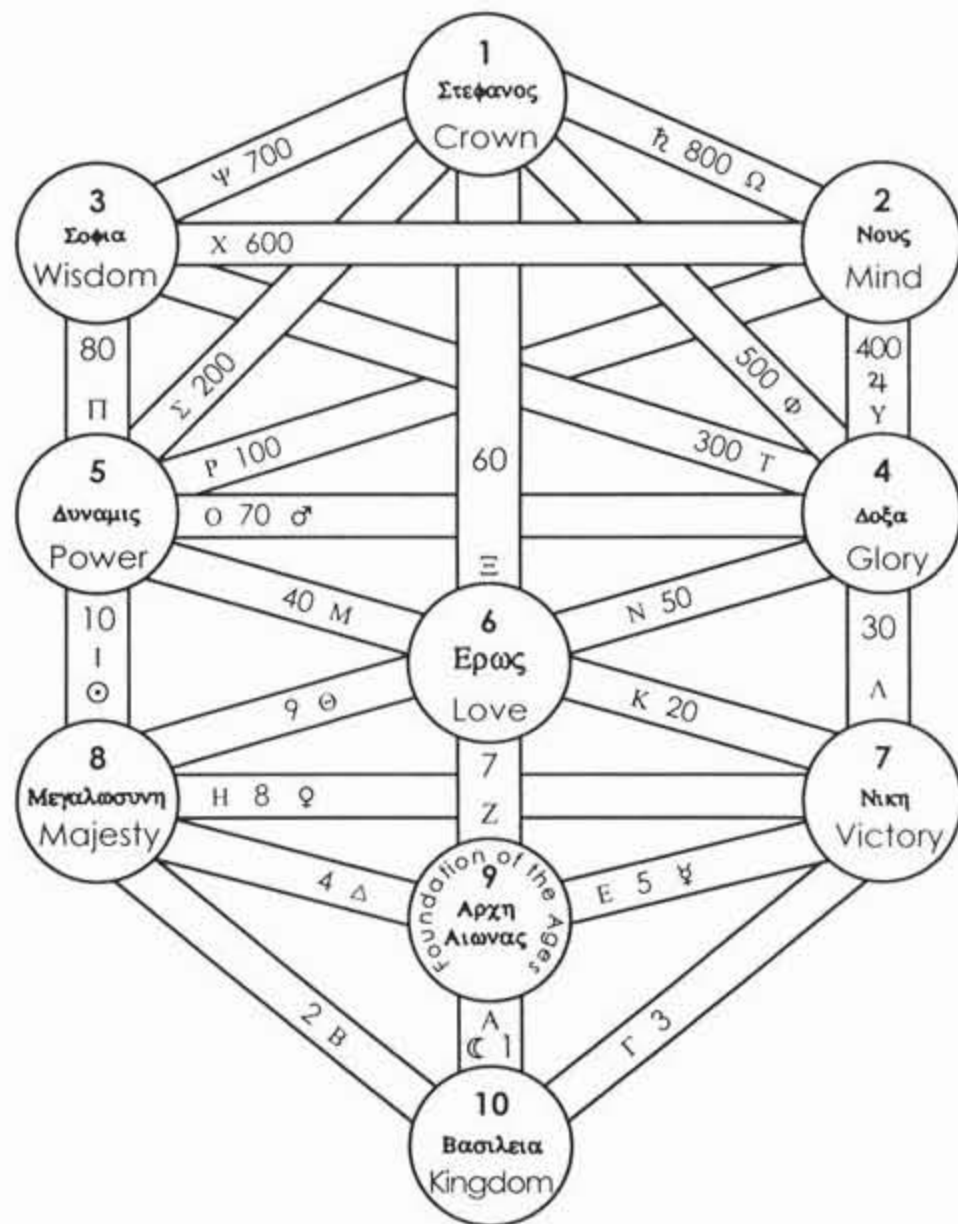 1
Στεφανος
Crown
Ψ 700
♄ 800 Ω
3
Σοφια
Wisdom
2
Νους
Mind
Χ 600
80
Π
Σ 200
Ρ 100
60
Ξ
500 Φ
300 Τ
400
♃
Υ
5
Δυναμις
Power
4
Δοξα
Glory
Ο 70 ♂
40 Μ
Ν 50
10
Ι
☉
30
Λ
6
Ερως
Love
9 Θ
Κ 20
8
Μεγαλωσυνη
Majesty
7
Νικη
Victory
Η 8 ♀
7
Ζ
4 Δ
Ε 5 ☿
Foundation of the Ages
9
Αρχη
Αιωνας
2 Β
Α
☾ 1
Γ 3
10
Βασιλεια
Kingdom